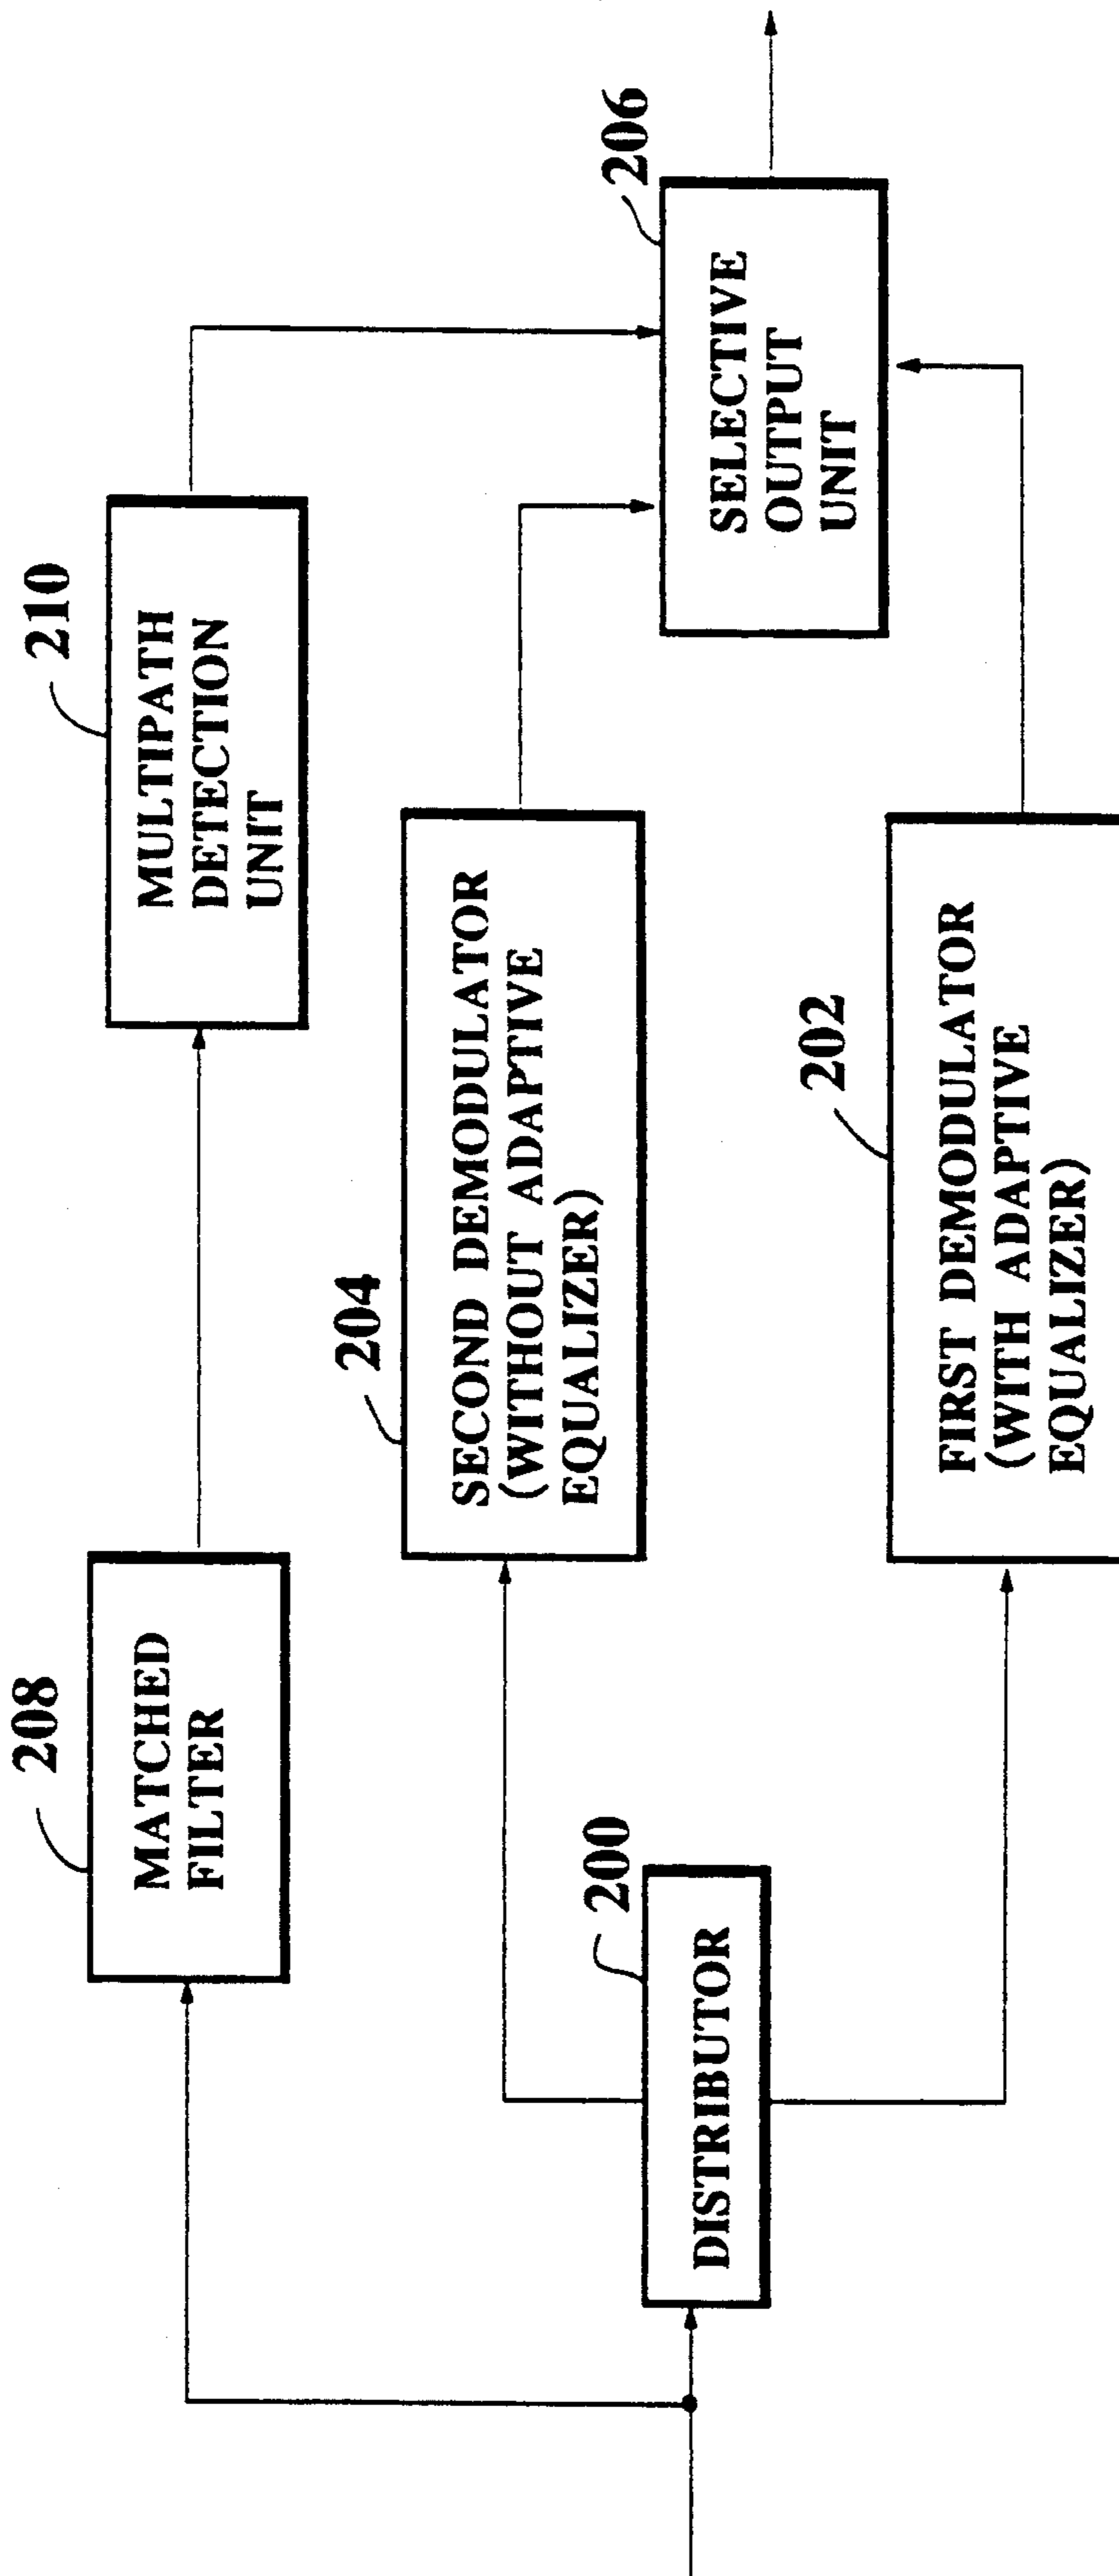 208
MATCHED
FILTER
210
MULTIPATH
DETECTION
UNIT
204
SECOND DEMODULATOR
(WITHOUT ADAPTIVE
EQUALIZER)
200
DISTRIBUTOR
206
SELECTIVE
OUTPUT
UNIT
202
FIRST DEMODULATOR
(WITH ADAPTIVE
EQUALIZER)